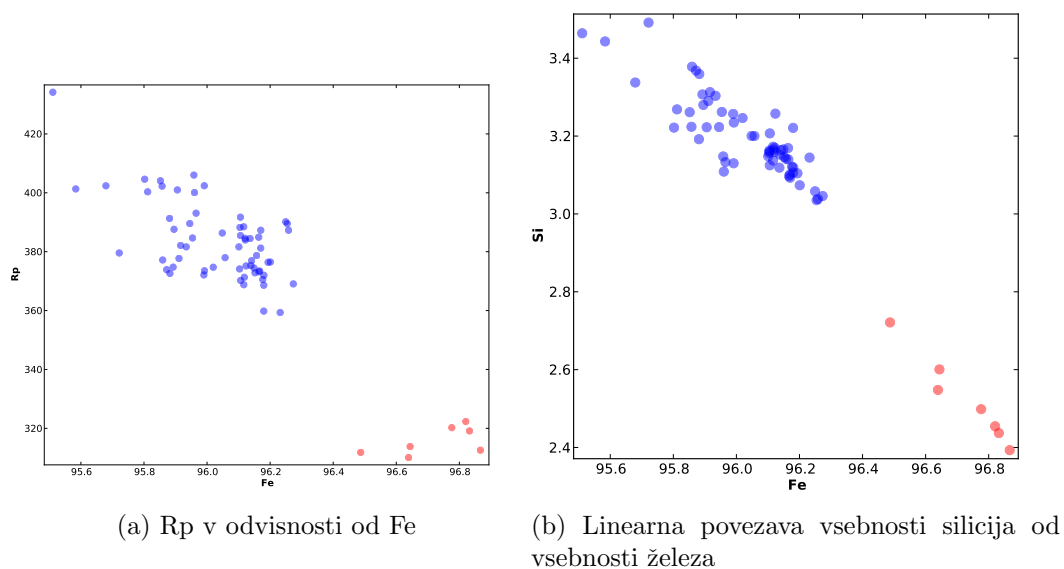 420
400
380
360
340
320
Rp
95.6 95.8 96.0 96.2 96.4 96.6 96.8
Fe
(a) Rp v odvisnosti od Fe
3.4
3.2
3.0
2.8
2.6
2.4
Si
95.6 95.8 96.0 96.2 96.4 96.6 96.8
Fe
(b) Linearna povezava vsebnosti silicija od
vsebnosti železa